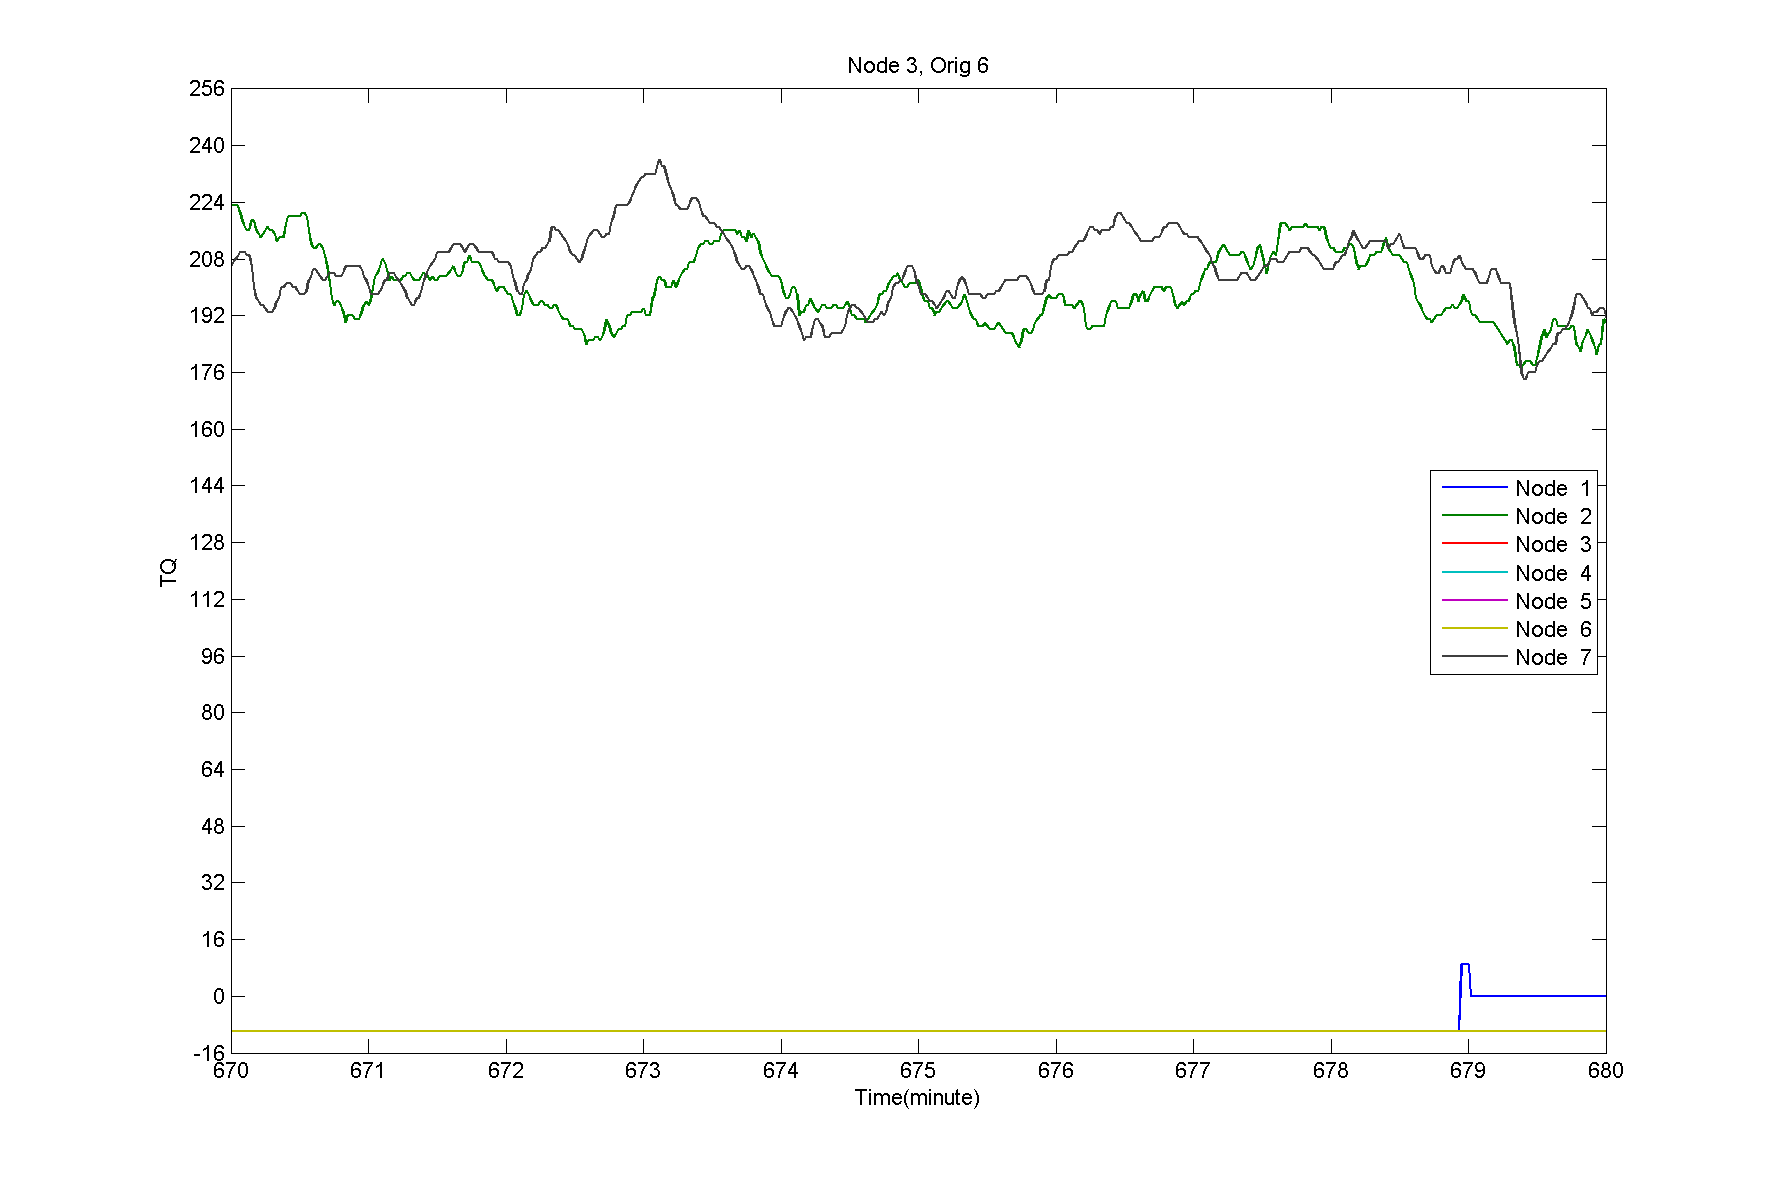 Node 3, Orig 6
256
240
224
208
192
176
160
144
128
112
96
80
64
48
32
16
0
-16
TQ
Node 1
Node 2
Node 3
Node 4
Node 5
Node 6
Node 7
670 671 672 673 674 675 676 677 678 679 680
Time(minute)